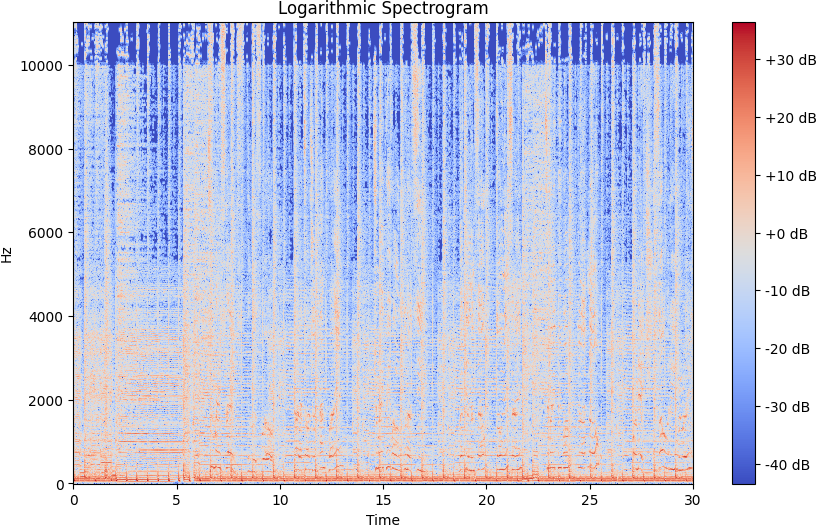 Logarithmic Spectrogram
Hz
10000
8000
6000
4000
2000
0
0 5 10 15 20 25 30
Time
+30 dB
+20 dB
+10 dB
+0 dB
-10 dB
-20 dB
-30 dB
-40 dB